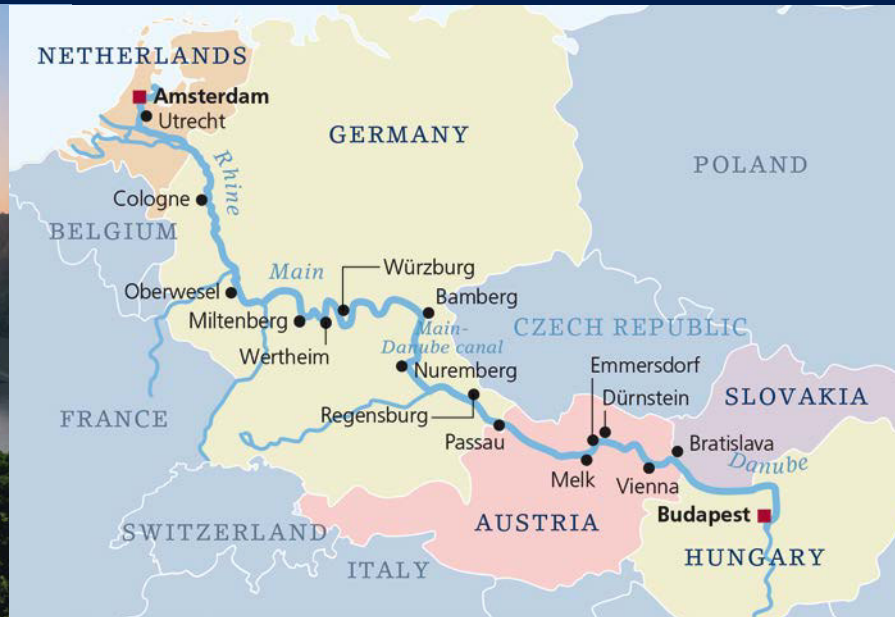 NETHERLANDS
Amsterdam
Utrecht
GERMANY
POLAND
Rhine
Cologne
BELGIUM
Main
Würzburg
Oberwesel
Bamberg
Miltenberg
Wertheim
Main-
Danube canal
CZECH REPUBLIC
Nuremberg
Emmersdorf
Dürnstein
SLOVAKIA
FRANCE
Regensburg
Passau
Bratislava
Danube
Melk
Vienna
Budapest
AUSTRIA
SWITZERLAND
ITALY
HUNGARY